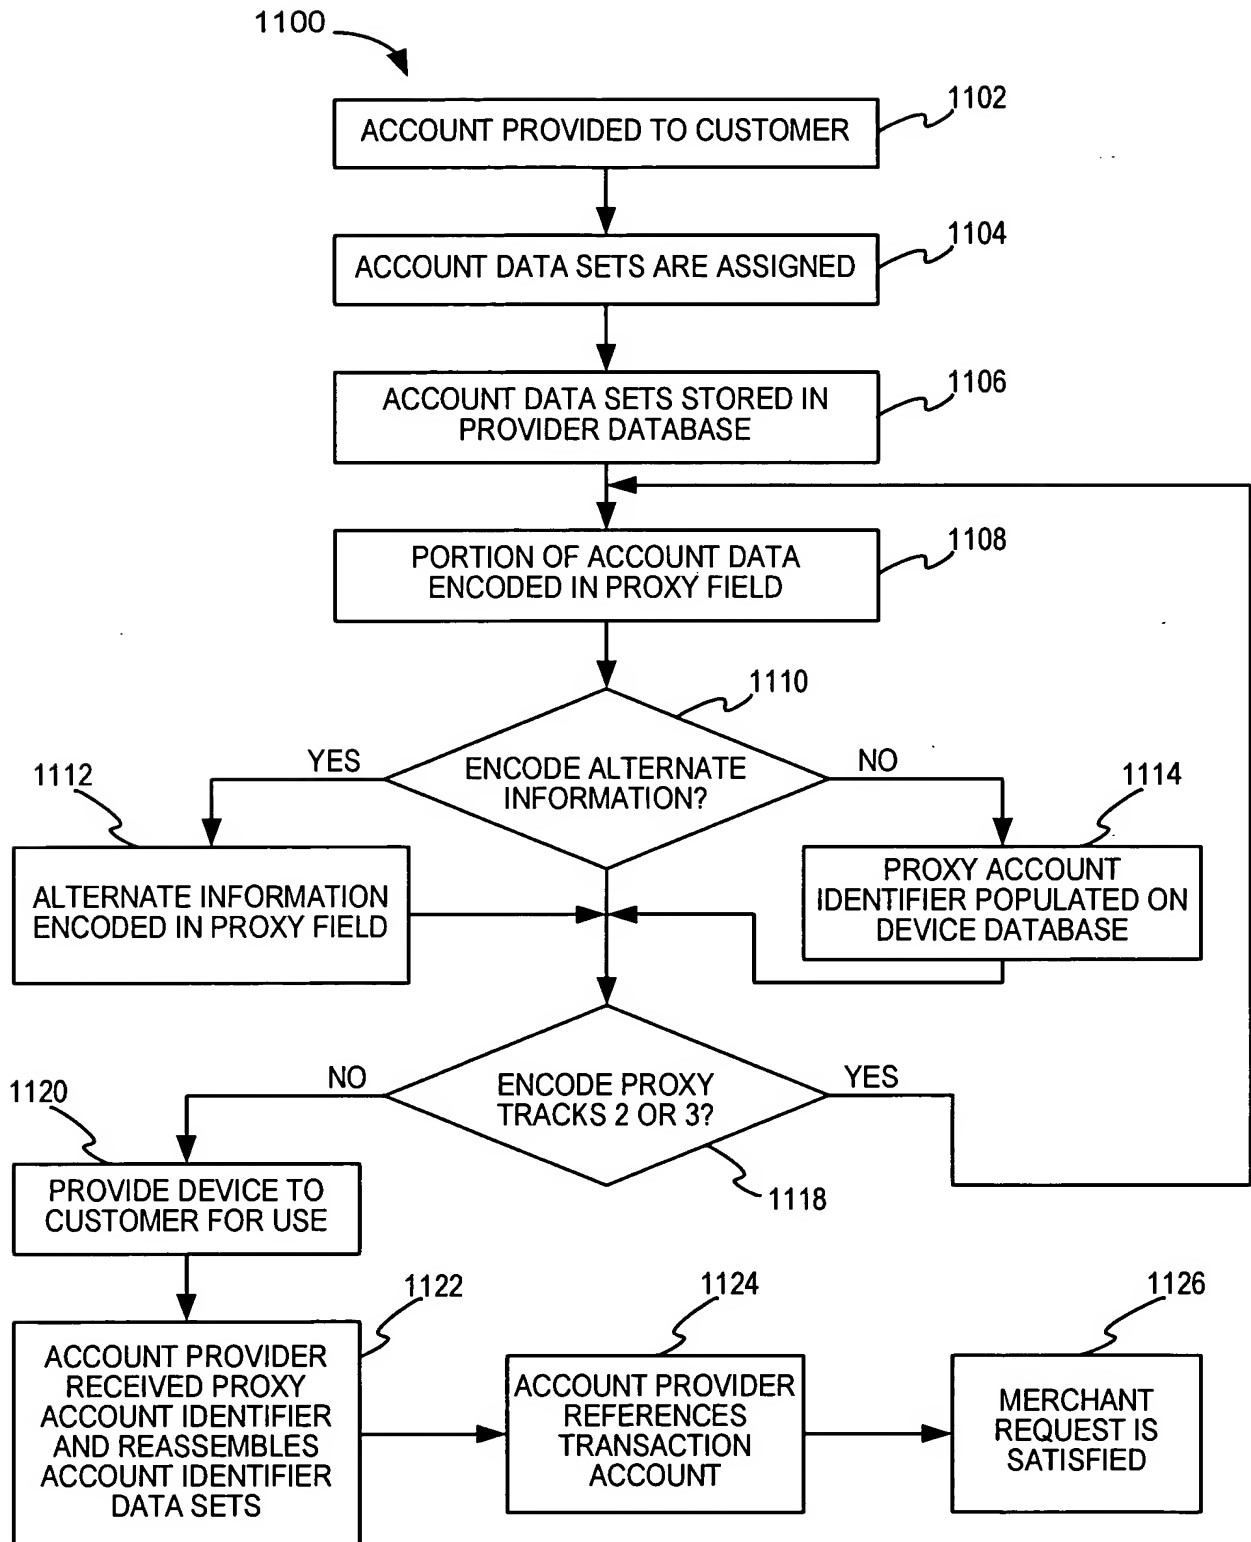 1100
1102
ACCOUNT PROVIDED TO CUSTOMER
1104
ACCOUNT DATA SETS ARE ASSIGNED
1106
ACCOUNT DATA SETS STORED IN
PROVIDER DATABASE
1108
PORTION OF ACCOUNT DATA
ENCODED IN PROXY FIELD
1110
YES
ENCODE ALTERNATE
INFORMATION?
NO
1112
1114
ALTERNATE INFORMATION
ENCODED IN PROXY FIELD
PROXY ACCOUNT
IDENTIFIER POPULATED ON
DEVICE DATABASE
NO
ENCODE PROXY
TRACKS 2 OR 3?
YES
1118
1120
PROVIDE DEVICE TO
CUSTOMER FOR USE
1122
ACCOUNT PROVIDER
RECEIVED PROXY
ACCOUNT IDENTIFIER
AND REASSEMBLES
ACCOUNT IDENTIFIER
DATA SETS
1124
ACCOUNT PROVIDER
REFERENCES
TRANSACTION
ACCOUNT
1126
MERCHANT
REQUEST IS
SATISFIED